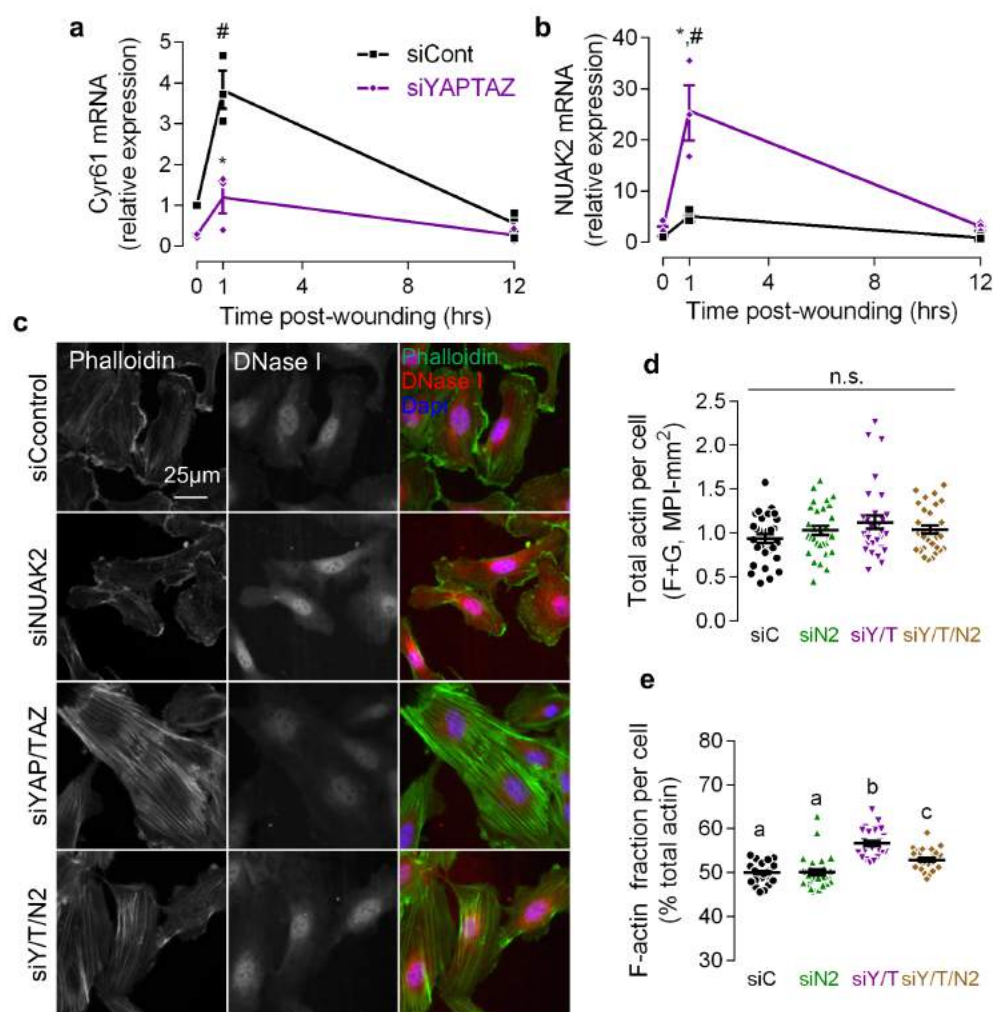 a
#
siCont
siYAPTAZ
*
Cyr61 mRNA
(relative expression)
5
4
3
2
1
0
0 1 4 8 12
Time post-wounding (hrs)
b
*,#
NUAK2 mRNA
(relative expression)
40
30
20
10
0
0 1 4 8 12
Time post-wounding (hrs)
c
Phalloidin
DNase I
Phalloidin
DNase I
Dapi
25µm
siControl
siNUAK2
siYAP/TAZ
siY/T/N2
d
n.s.
Total actin per cell
(F+G, MPI-mm²)
2.5
2.0
1.5
1.0
0.5
0.0
siC siN2 siY/T siY/T/N2
e
F-actin fraction per cell
(% total actin)
80
70
60
50
40
30
a a b c
siC siN2 siY/T siY/T/N2